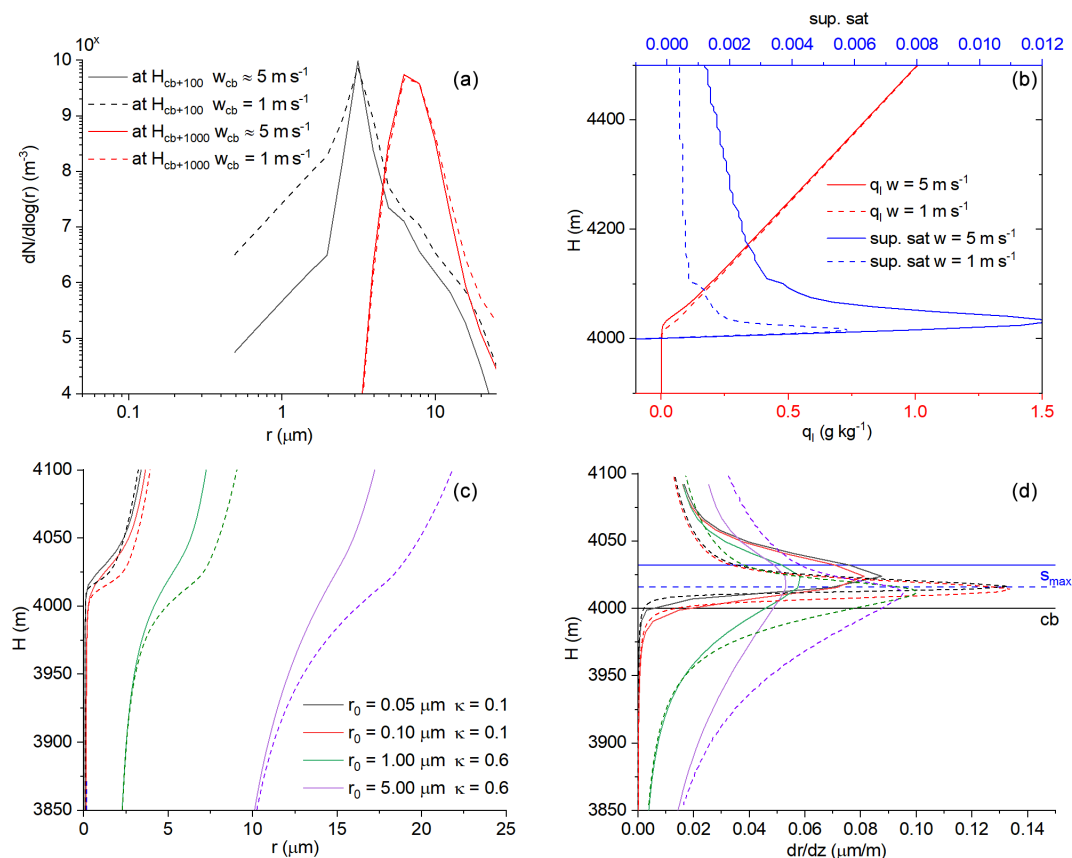 10ˣ
(a)
10
9
8
7
6
5
4
dN/dlog(r) (m⁻³)
at H_cb+100 w_cb ≈ 5 m s⁻¹
at H_cb+100 w_cb = 1 m s⁻¹
at H_cb+1000 w_cb ≈ 5 m s⁻¹
at H_cb+1000 w_cb = 1 m s⁻¹
0.1 1 10
r (μm)
sup. sat
0.000 0.002 0.004 0.006 0.008 0.010 0.012
(b)
4400
4200
4000
H (m)
q_l w = 5 m s⁻¹
q_l w = 1 m s⁻¹
sup. sat w = 5 m s⁻¹
sup. sat w = 1 m s⁻¹
0.0 0.5 1.0 1.5
q_l (g kg⁻¹)
(c)
4100
4050
4000
3950
3900
3850
H (m)
r₀ = 0.05 μm κ = 0.1
r₀ = 0.10 μm κ = 0.1
r₀ = 1.00 μm κ = 0.6
r₀ = 5.00 μm κ = 0.6
0 5 10 15 20 25
r (μm)
(d)
4100
4050
4000
3950
3900
3850
H (m)
s_max
cb
0.00 0.02 0.04 0.06 0.08 0.10 0.12 0.14
dr/dz (μm/m)